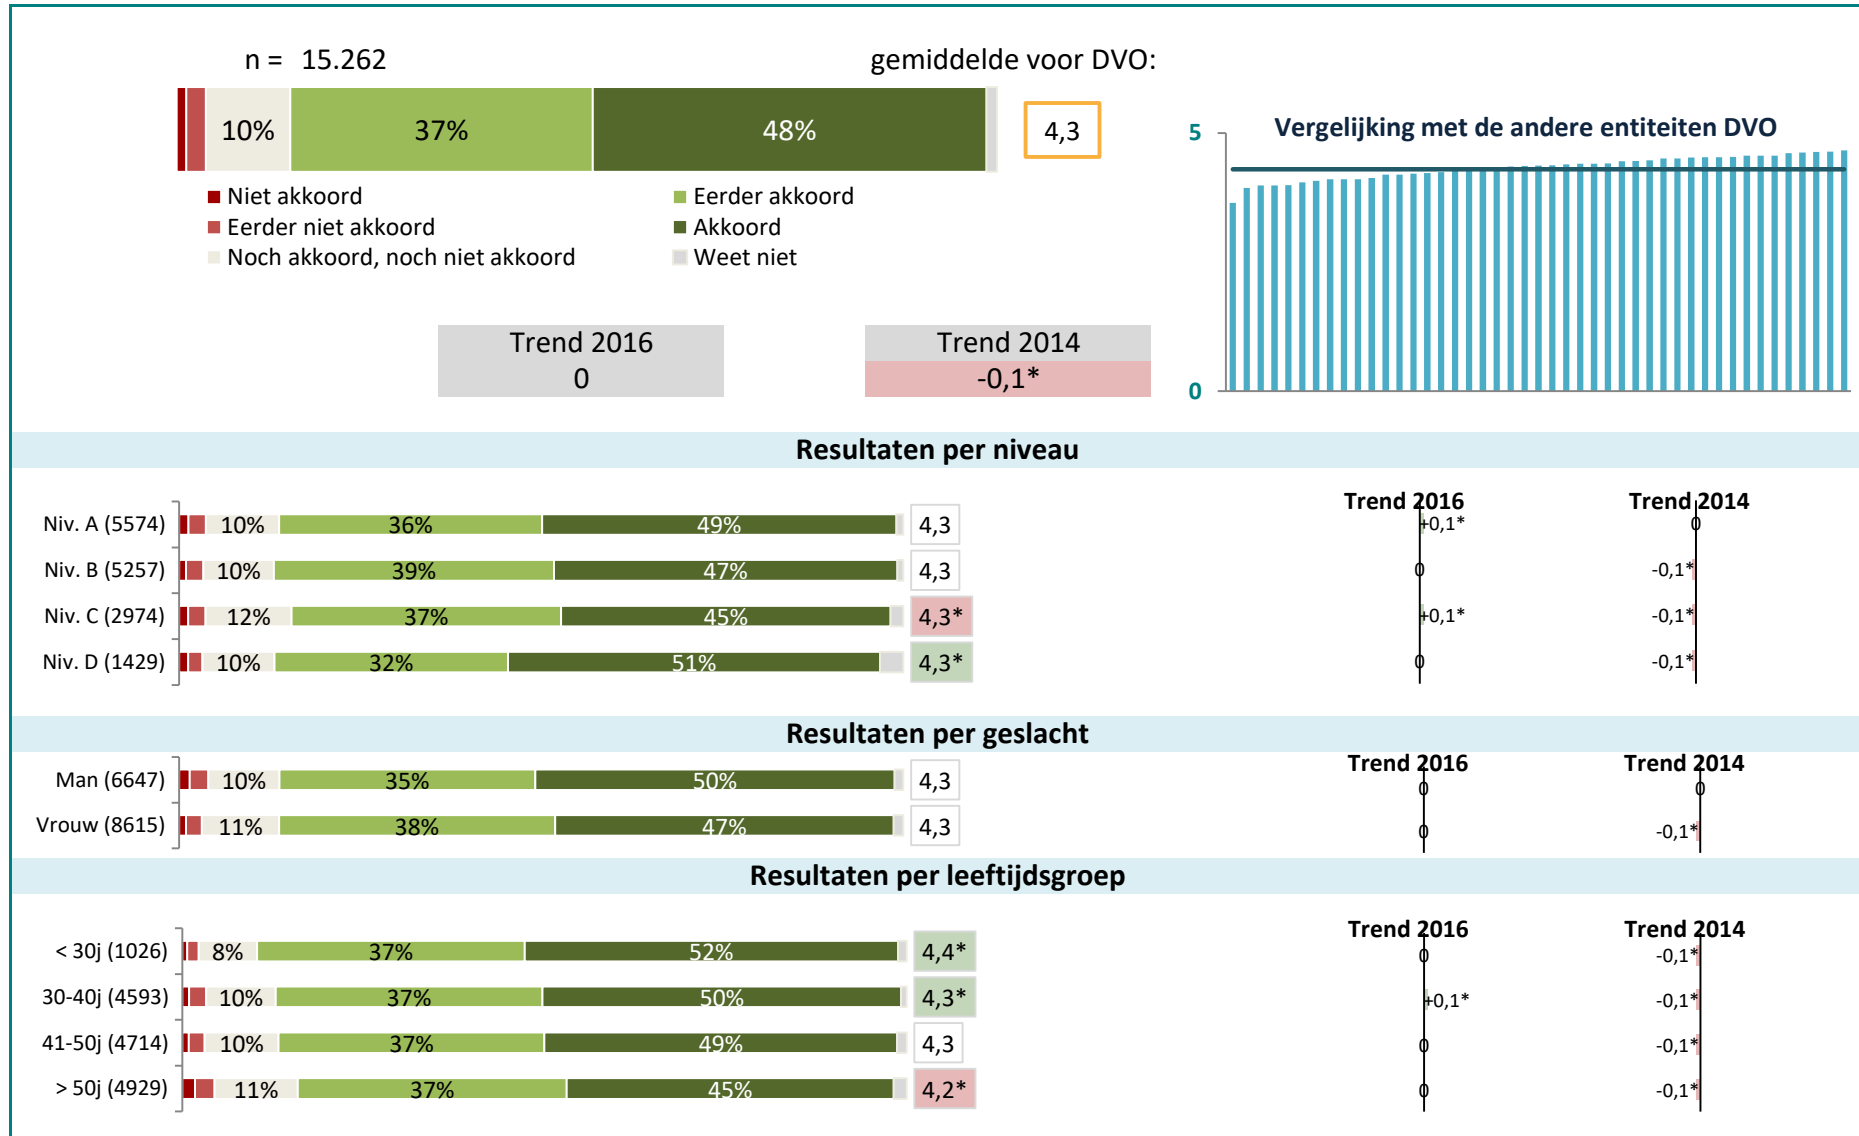 n = 15.262
gemiddelde voor DVO:
10% 37% 48% 4,3
Niet akkoord Eerder akkoord
Eerder niet akkoord Akkoord
Noch akkoord, noch niet akkoord Weet niet
Vergelijking met de andere entiteiten DVO
5
0
Trend 2016 Trend 2014
0 -0,1*
Resultaten per niveau
Trend 2016 Trend 2014
Niv. A (5574) 10% 36% 49% 4,3 +0,1* 0
Niv. B (5257) 10% 39% 47% 4,3 0 -0,1*
Niv. C (2974) 12% 37% 45% 4,3* +0,1* -0,1*
Niv. D (1429) 10% 32% 51% 4,3* 0 -0,1*
Resultaten per geslacht
Trend 2016 Trend 2014
Man (6647) 10% 35% 50% 4,3 0 0
Vrouw (8615) 11% 38% 47% 4,3 0 -0,1*
Resultaten per leeftijdsgroep
Trend 2016 Trend 2014
< 30j (1026) 8% 37% 52% 4,4* 0 -0,1*
30-40j (4593) 10% 37% 50% 4,3* +0,1* -0,1*
41-50j (4714) 10% 37% 49% 4,3 0 -0,1*
> 50j (4929) 11% 37% 45% 4,2* 0 -0,1*